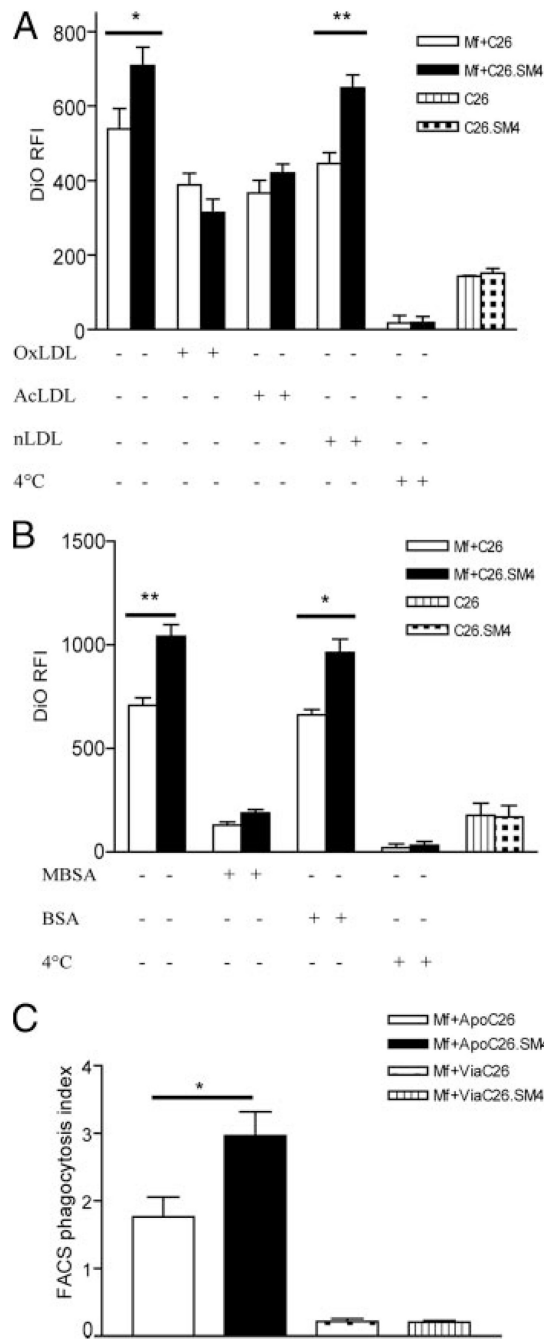 A
800
600
400
200
0
DiO RFI
*
**
Mf+C26
Mf+C26.SM4
C26
C26.SM4
OxLDL - - + + - - - - - - 
AcLDL - - - - + + - - - -
nLDL - - - - - - + + - -
4°C - - - - - - - - + +
B
1500
1000
500
0
DiO RFI
**
*
Mf+C26
Mf+C26.SM4
C26
C26.SM4
MBSA - - + + - - - -
BSA - - - - + + - -
4°C - - - - - - + +
C
4
3
2
1
0
FACS phagocytosis index
*
Mf+ApoC26
Mf+ApoC26.SM4
Mf+ViaC26
Mf+ViaC26.SM4